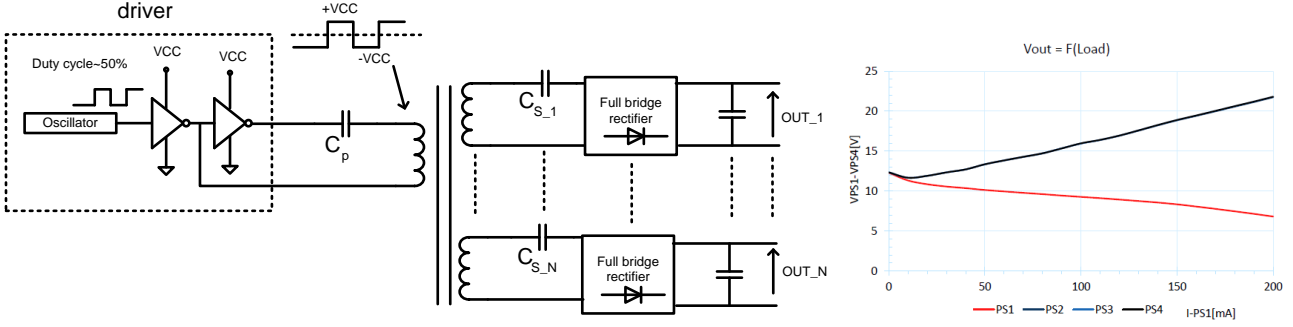 driver
+VCC
-VCC
Duty cycle~50%
VCC
VCC
Oscillator
Cp
CS_1
Full bridge
rectifier
OUT_1
CS_N
Full bridge
rectifier
OUT_N
Vout = F(Load)
VPS1-VPS4[V]
25
20
15
10
5
0
0
50
100
150
200
PS1
PS2
PS3
PS4
I-PS1[mA]